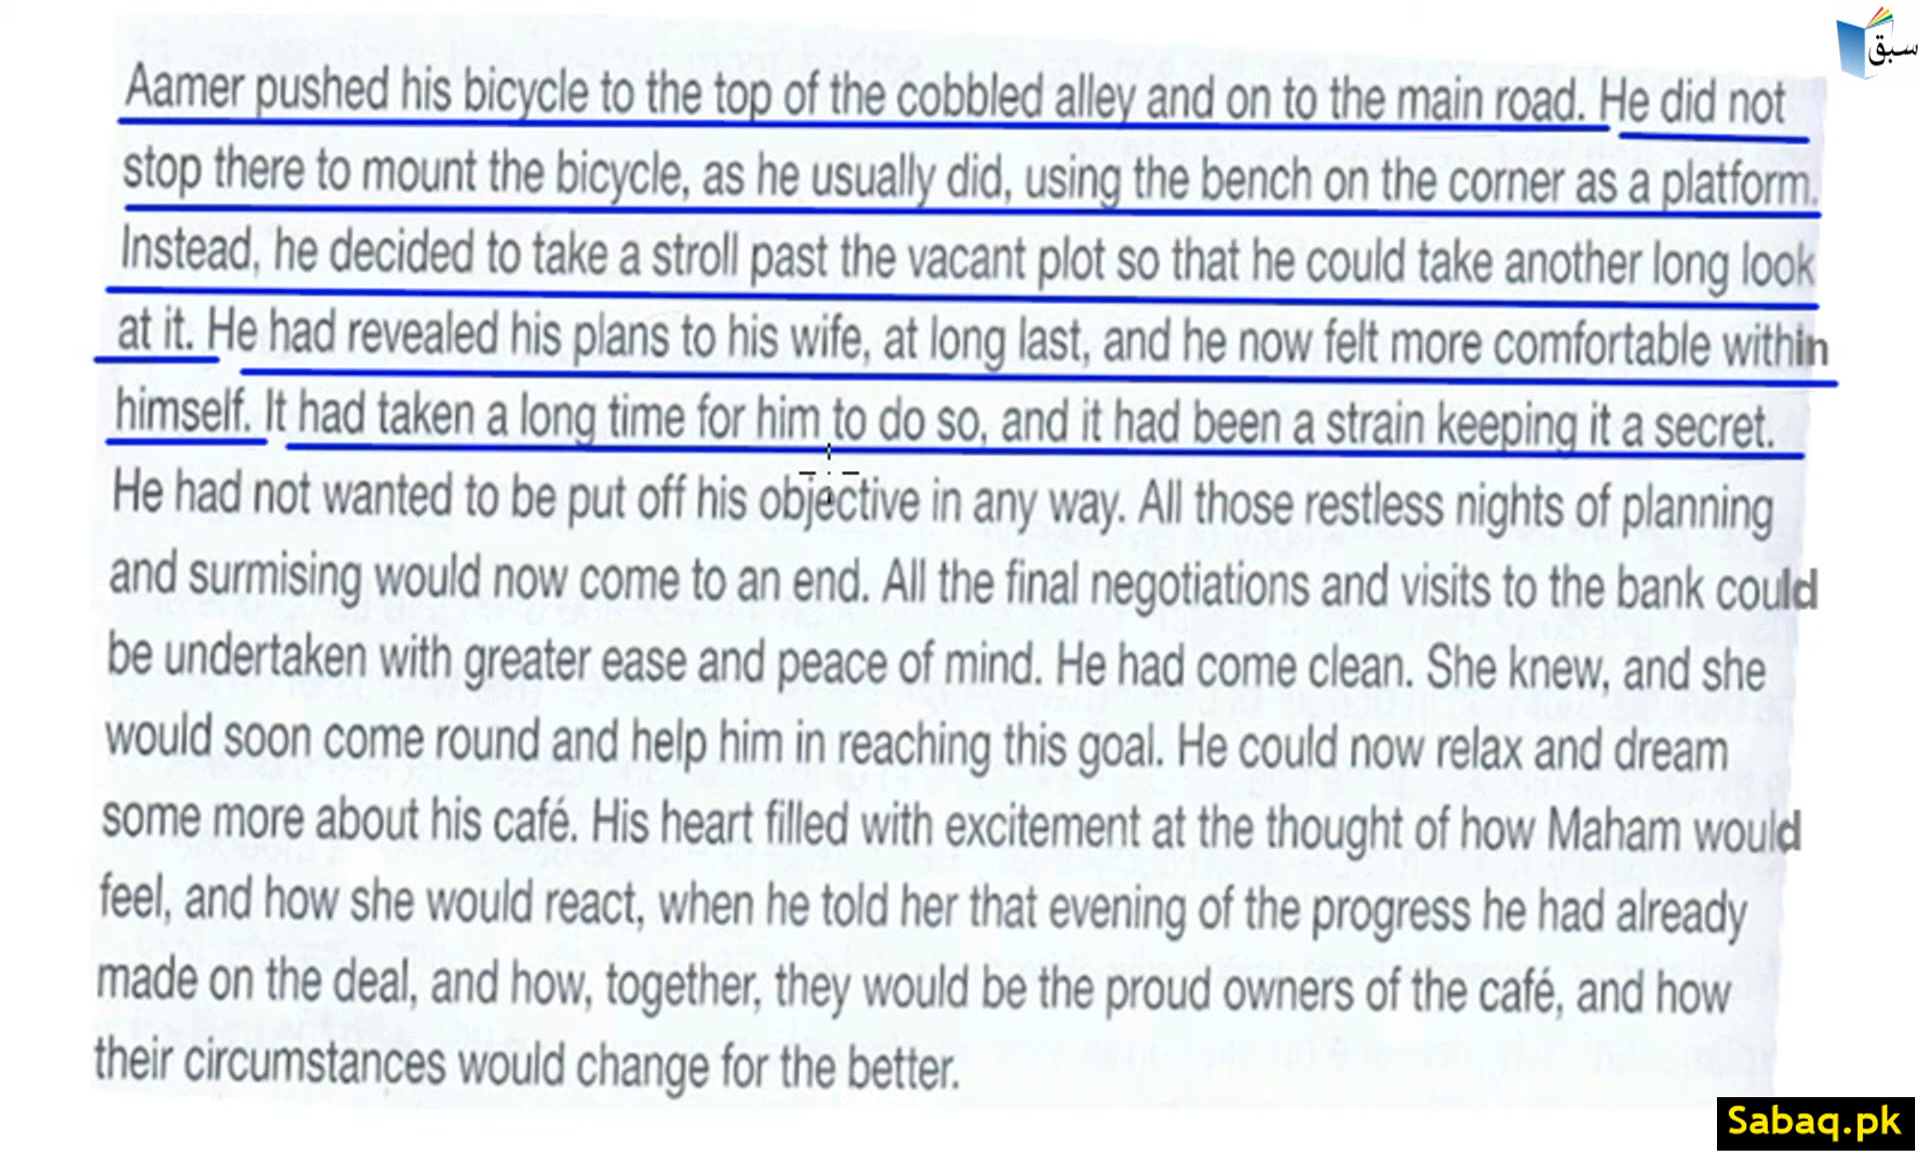 سبق
Aamer pushed his bicycle to the top of the cobbled alley and on to the main road. He did not
stop there to mount the bicycle, as he usually did, using the bench on the corner as a platform.
Instead, he decided to take a stroll past the vacant plot so that he could take another long look
at it. He had revealed his plans to his wife, at long last, and he now felt more comfortable within
himself. It had taken a long time for him to do so, and it had been a strain keeping it a secret.
He had not wanted to be put off his objective in any way. All those restless nights of planning
and surmising would now come to an end. All the final negotiations and visits to the bank could
be undertaken with greater ease and peace of mind. He had come clean. She knew, and she
would soon come round and help him in reaching this goal. He could now relax and dream
some more about his café. His heart filled with excitement at the thought of how Maham would
feel, and how she would react, when he told her that evening of the progress he had already
made on the deal, and how, together, they would be the proud owners of the café, and how
their circumstances would change for the better.
Sabaq.pk